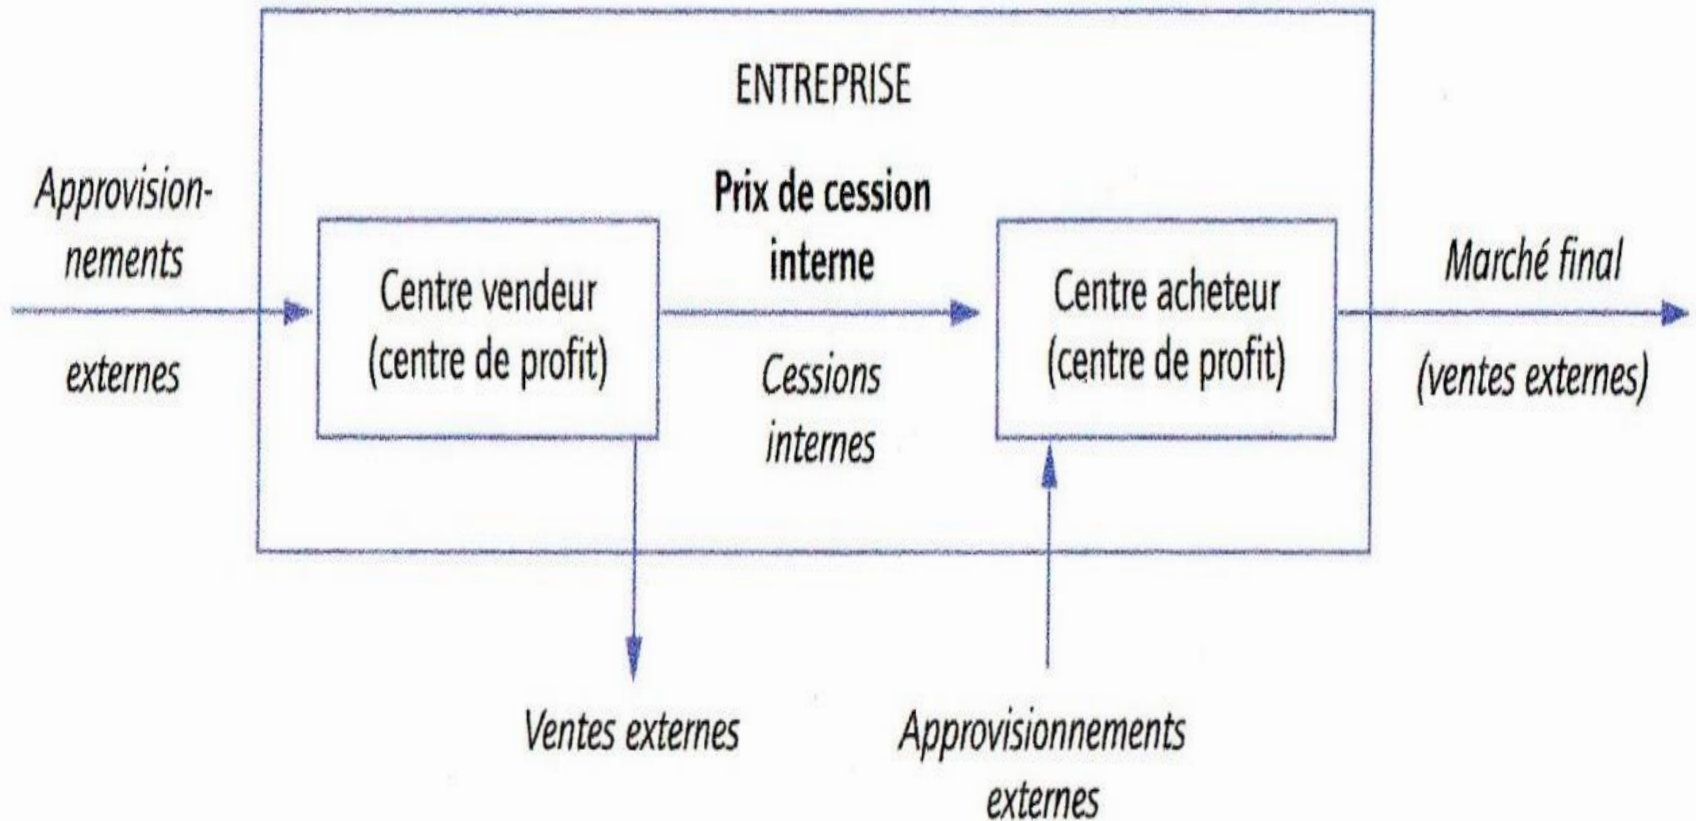 ENTREPRISE
Approvision-
nements
externes
Centre vendeur
(centre de profit)
Prix de cession
interne
Cessions
internes
Centre acheteur
(centre de profit)
Marché final
(ventes externes)
Ventes externes
Approvisionnements
externes